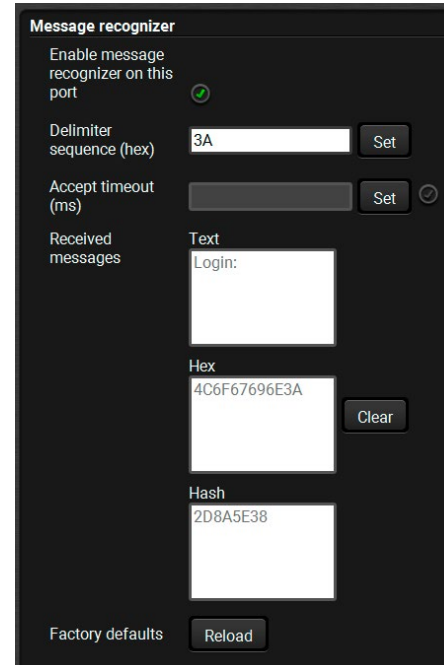 Message recognizer
Enable message
recognizer on this
port
Delimiter
sequence (hex)
3A
Set
Accept timeout
(ms)
Set
Received
messages
Text
Login:
Hex
4C6F67696E3A
Clear
Hash
2D8A5E38
Factory defaults
Reload